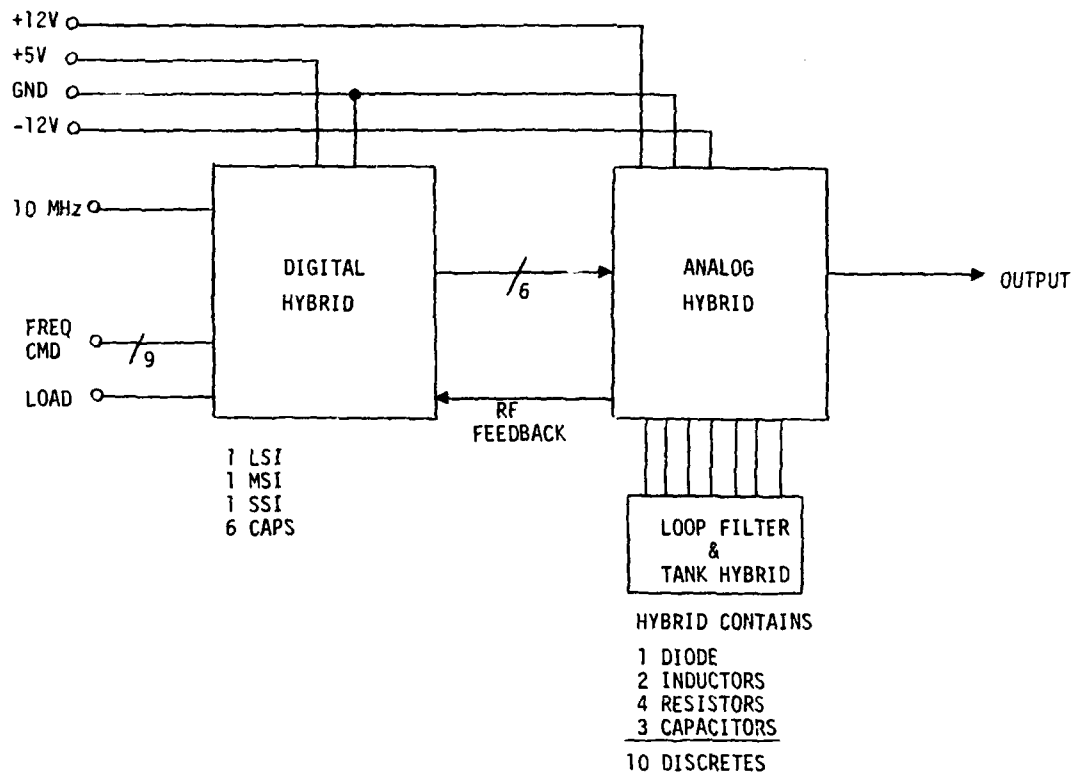 +12V
+5V
GND
-12V
10 MHz
FREQ
CMD
9
LOAD
DIGITAL
HYBRID
6
RF
FEEDBACK
ANALOG
HYBRID
OUTPUT
1 LSI
1 MSI
1 SSI
6 CAPS
LOOP FILTER
&
TANK HYBRID
HYBRID CONTAINS
1 DIODE
2 INDUCTORS
4 RESISTORS
3 CAPACITORS
10 DISCRETES